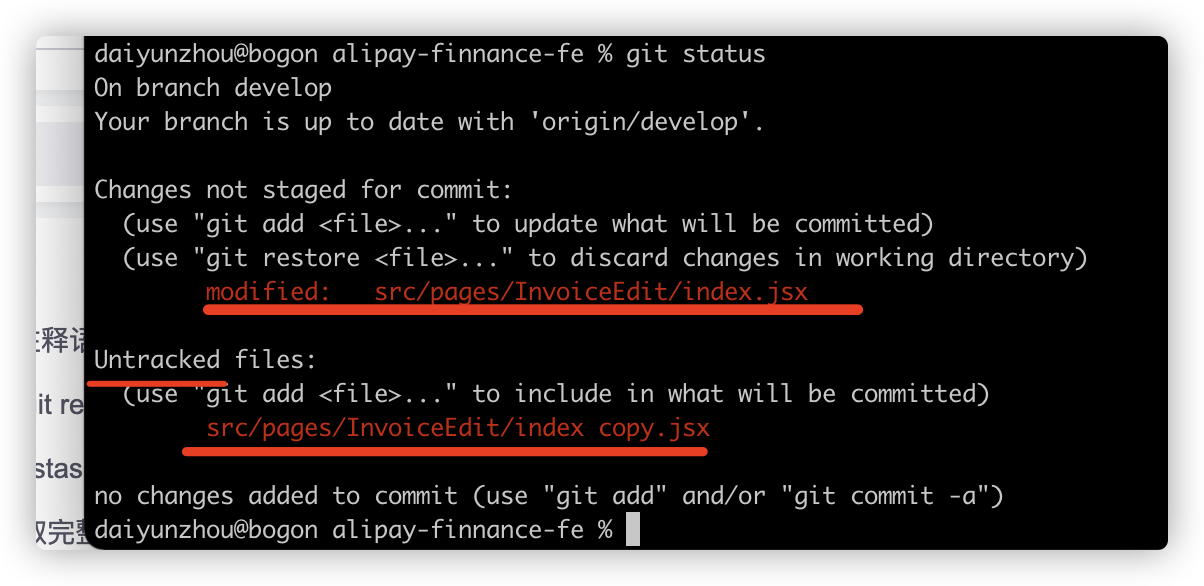 daiyunzhou@bogon alipay-finnance-fe % git status
On branch develop
Your branch is up to date with 'origin/develop'.
Changes not staged for commit:
(use "git add <file>..." to update what will be committed)
(use "git restore <file>..." to discard changes in working directory)
modified:   src/pages/InvoiceEdit/index.jsx
释
Untracked files:
(use "git add <file>..." to include in what will be committed)
it re
src/pages/InvoiceEdit/index copy.jsx
stas
no changes added to commit (use "git add" and/or "git commit -a")
完
daiyunzhou@bogon alipay-finnance-fe %